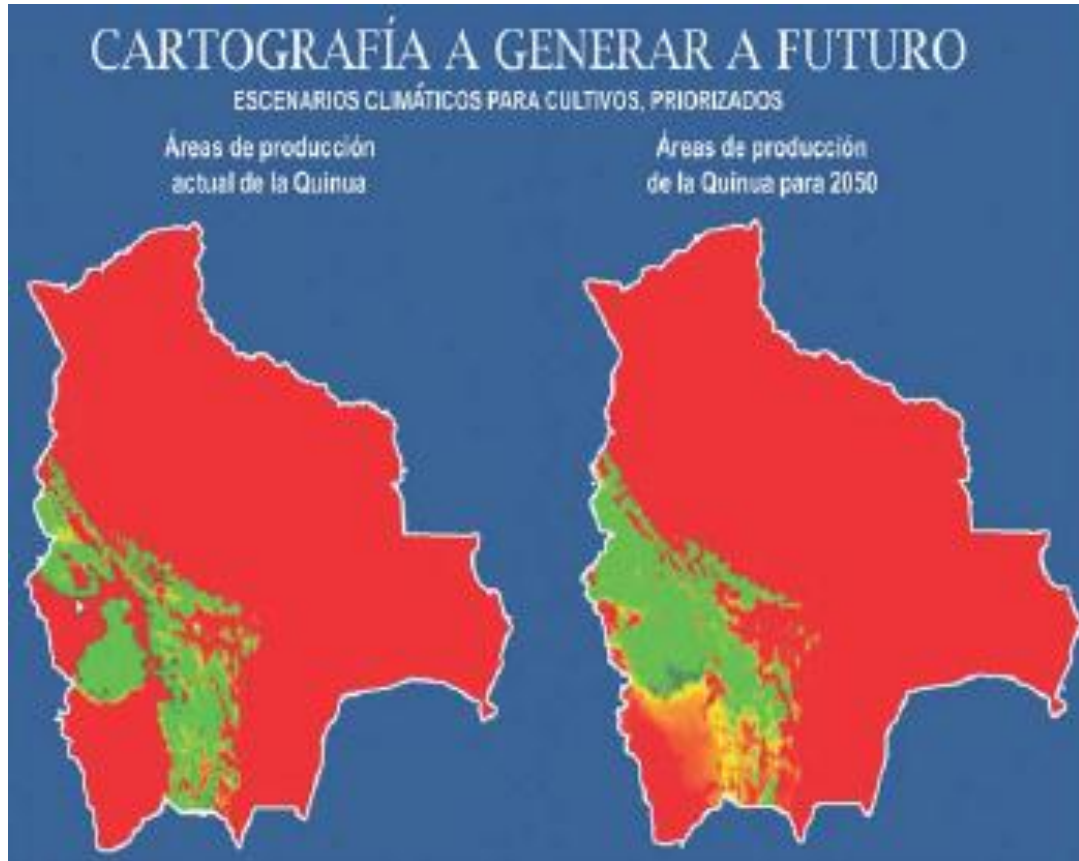 CARTOGRAFÍA A GENERAR A FUTURO
ESCENARIOS CLIMÁTICOS PARA CULTIVOS, PRIORIZADOS
Áreas de producción
actual de la Quinua
Áreas de producción
de la Quinua para 2050